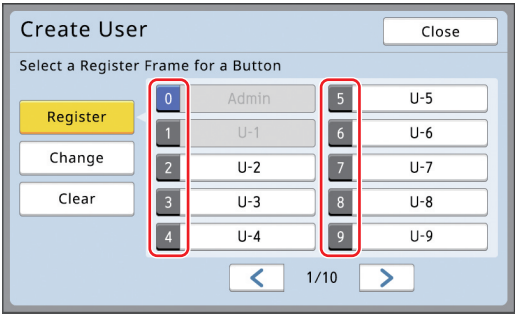 Create User
Close
Select a Register Frame for a Button
Register
Change
Clear
0 Admin
1 U-1
2 U-2
3 U-3
4 U-4
5 U-5
6 U-6
7 U-7
8 U-8
9 U-9
1/10